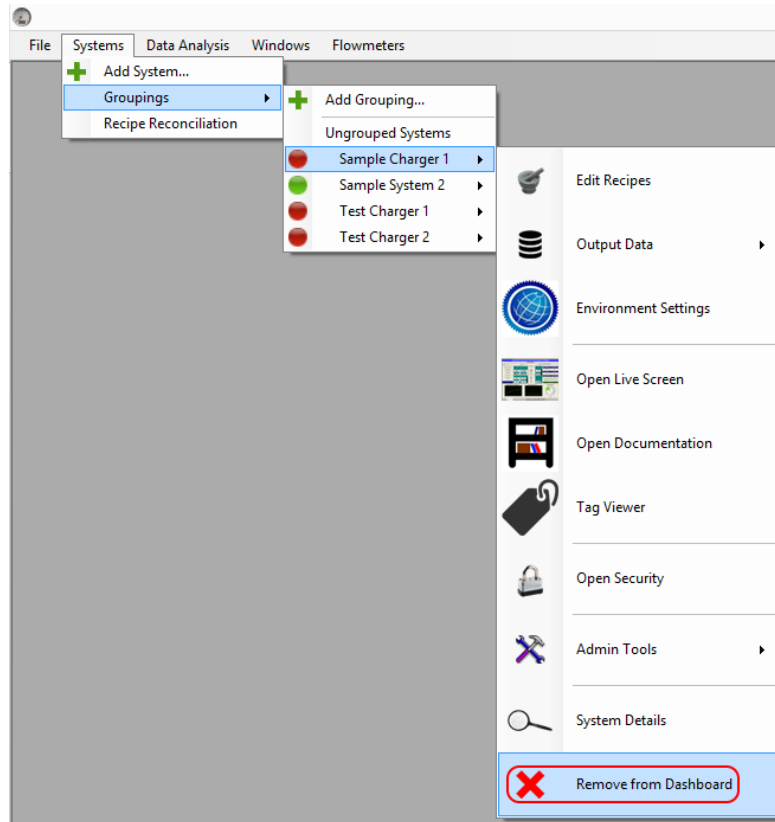 File Systems Data Analysis Windows Flowmeters
Add System...
Groupings
Recipe Reconciliation
Add Grouping...
Ungrouped Systems
Sample Charger 1
Sample System 2
Test Charger 1
Test Charger 2
Edit Recipes
Output Data
Environment Settings
Open Live Screen
Open Documentation
Tag Viewer
Open Security
Admin Tools
System Details
Remove from Dashboard